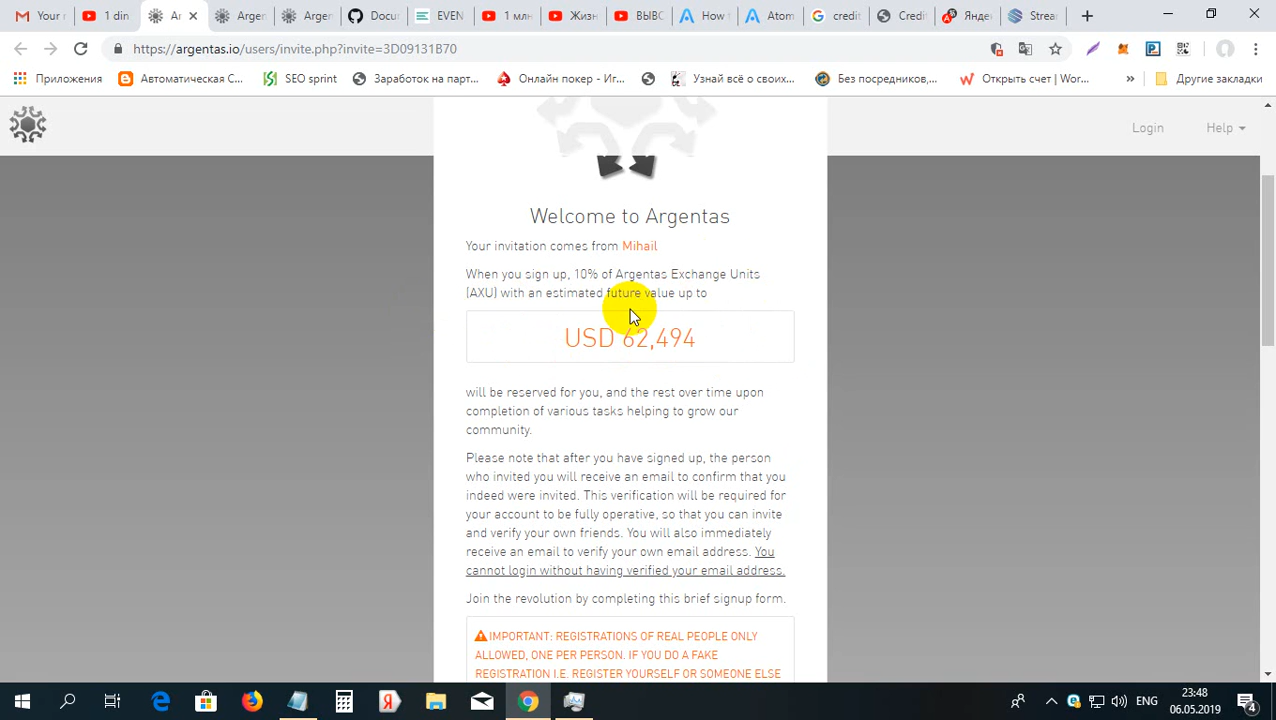 Your r
1 din
Ar
Argen
Argen
Docu
EVEN
1 млн
Жизн
ВЫВО
How t
Atom
credi
Credi
Яндек
Strea
https://argentas.io/users/invite.php?invite=3D09131B70
Приложения
Автоматическая С...
SEO sprint
Заработок на парт...
Онлайн покер - Иг...
Узнай всё о своих...
Без посредников,...
Открыть счет | Wor...
»
Другие закладки
Login
Help
Welcome to Argentas
Your invitation comes from Mihail
When you sign up, 10% of Argentas Exchange Units
(AXU) with an estimated future value up to
USD 62,494
will be reserved for you, and the rest over time upon
completion of various tasks helping to grow our
community.
Please note that after you have signed up, the person
who invited you will receive an email to confirm that you
indeed were invited. This verification will be required for
your account to be fully operative, so that you can invite
and verify your own friends. You will also immediately
receive an email to verify your own email address. You
cannot login without having verified your email address.
Join the revolution by completing this brief signup form.
IMPORTANT: REGISTRATIONS OF REAL PEOPLE ONLY
ALLOWED, ONE PER PERSON. IF YOU DO A FAKE
REGISTRATION I.E. REGISTER YOURSELF OR SOMEONE ELSE
ENG
23:48
06.05.2019
4